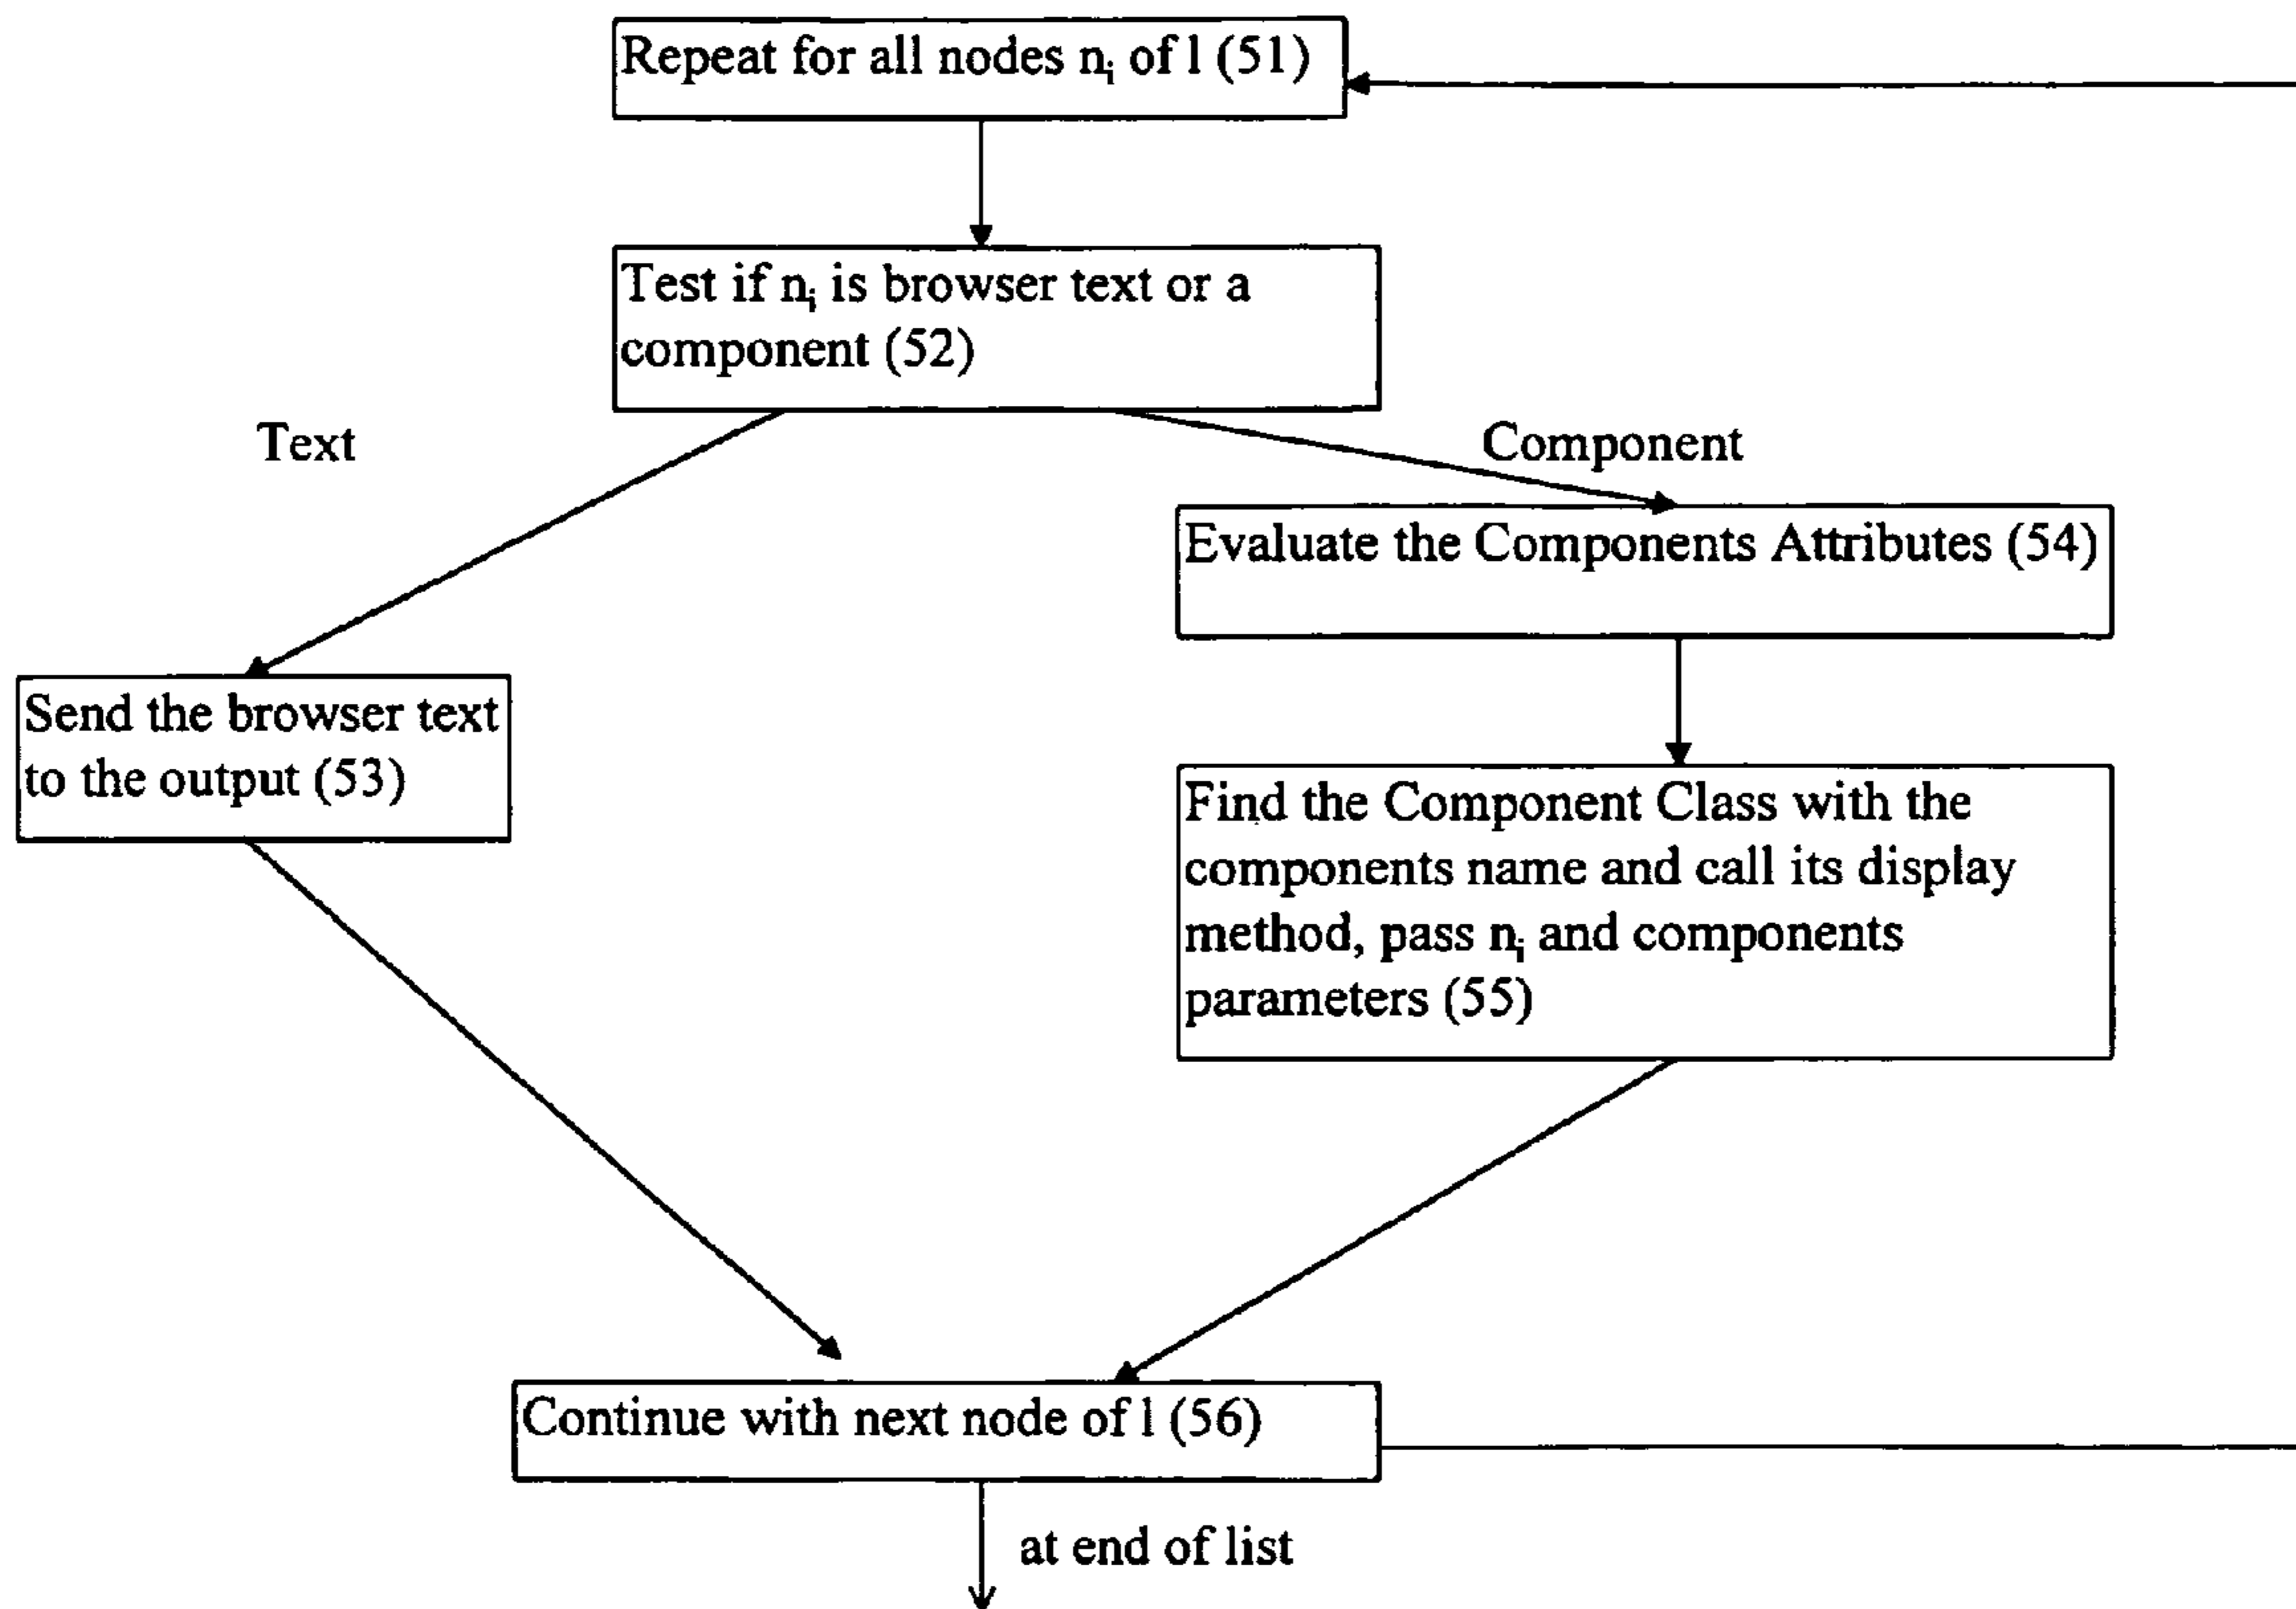 Repeat for all nodes nᵢ of l (51)
Test if nᵢ is browser text or a
component (52)
Text
Component
Evaluate the Components Attributes (54)
Send the browser text
to the output (53)
Find the Component Class with the
components name and call its display
method, pass nᵢ and components
parameters (55)
Continue with next node of l (56)
at end of list